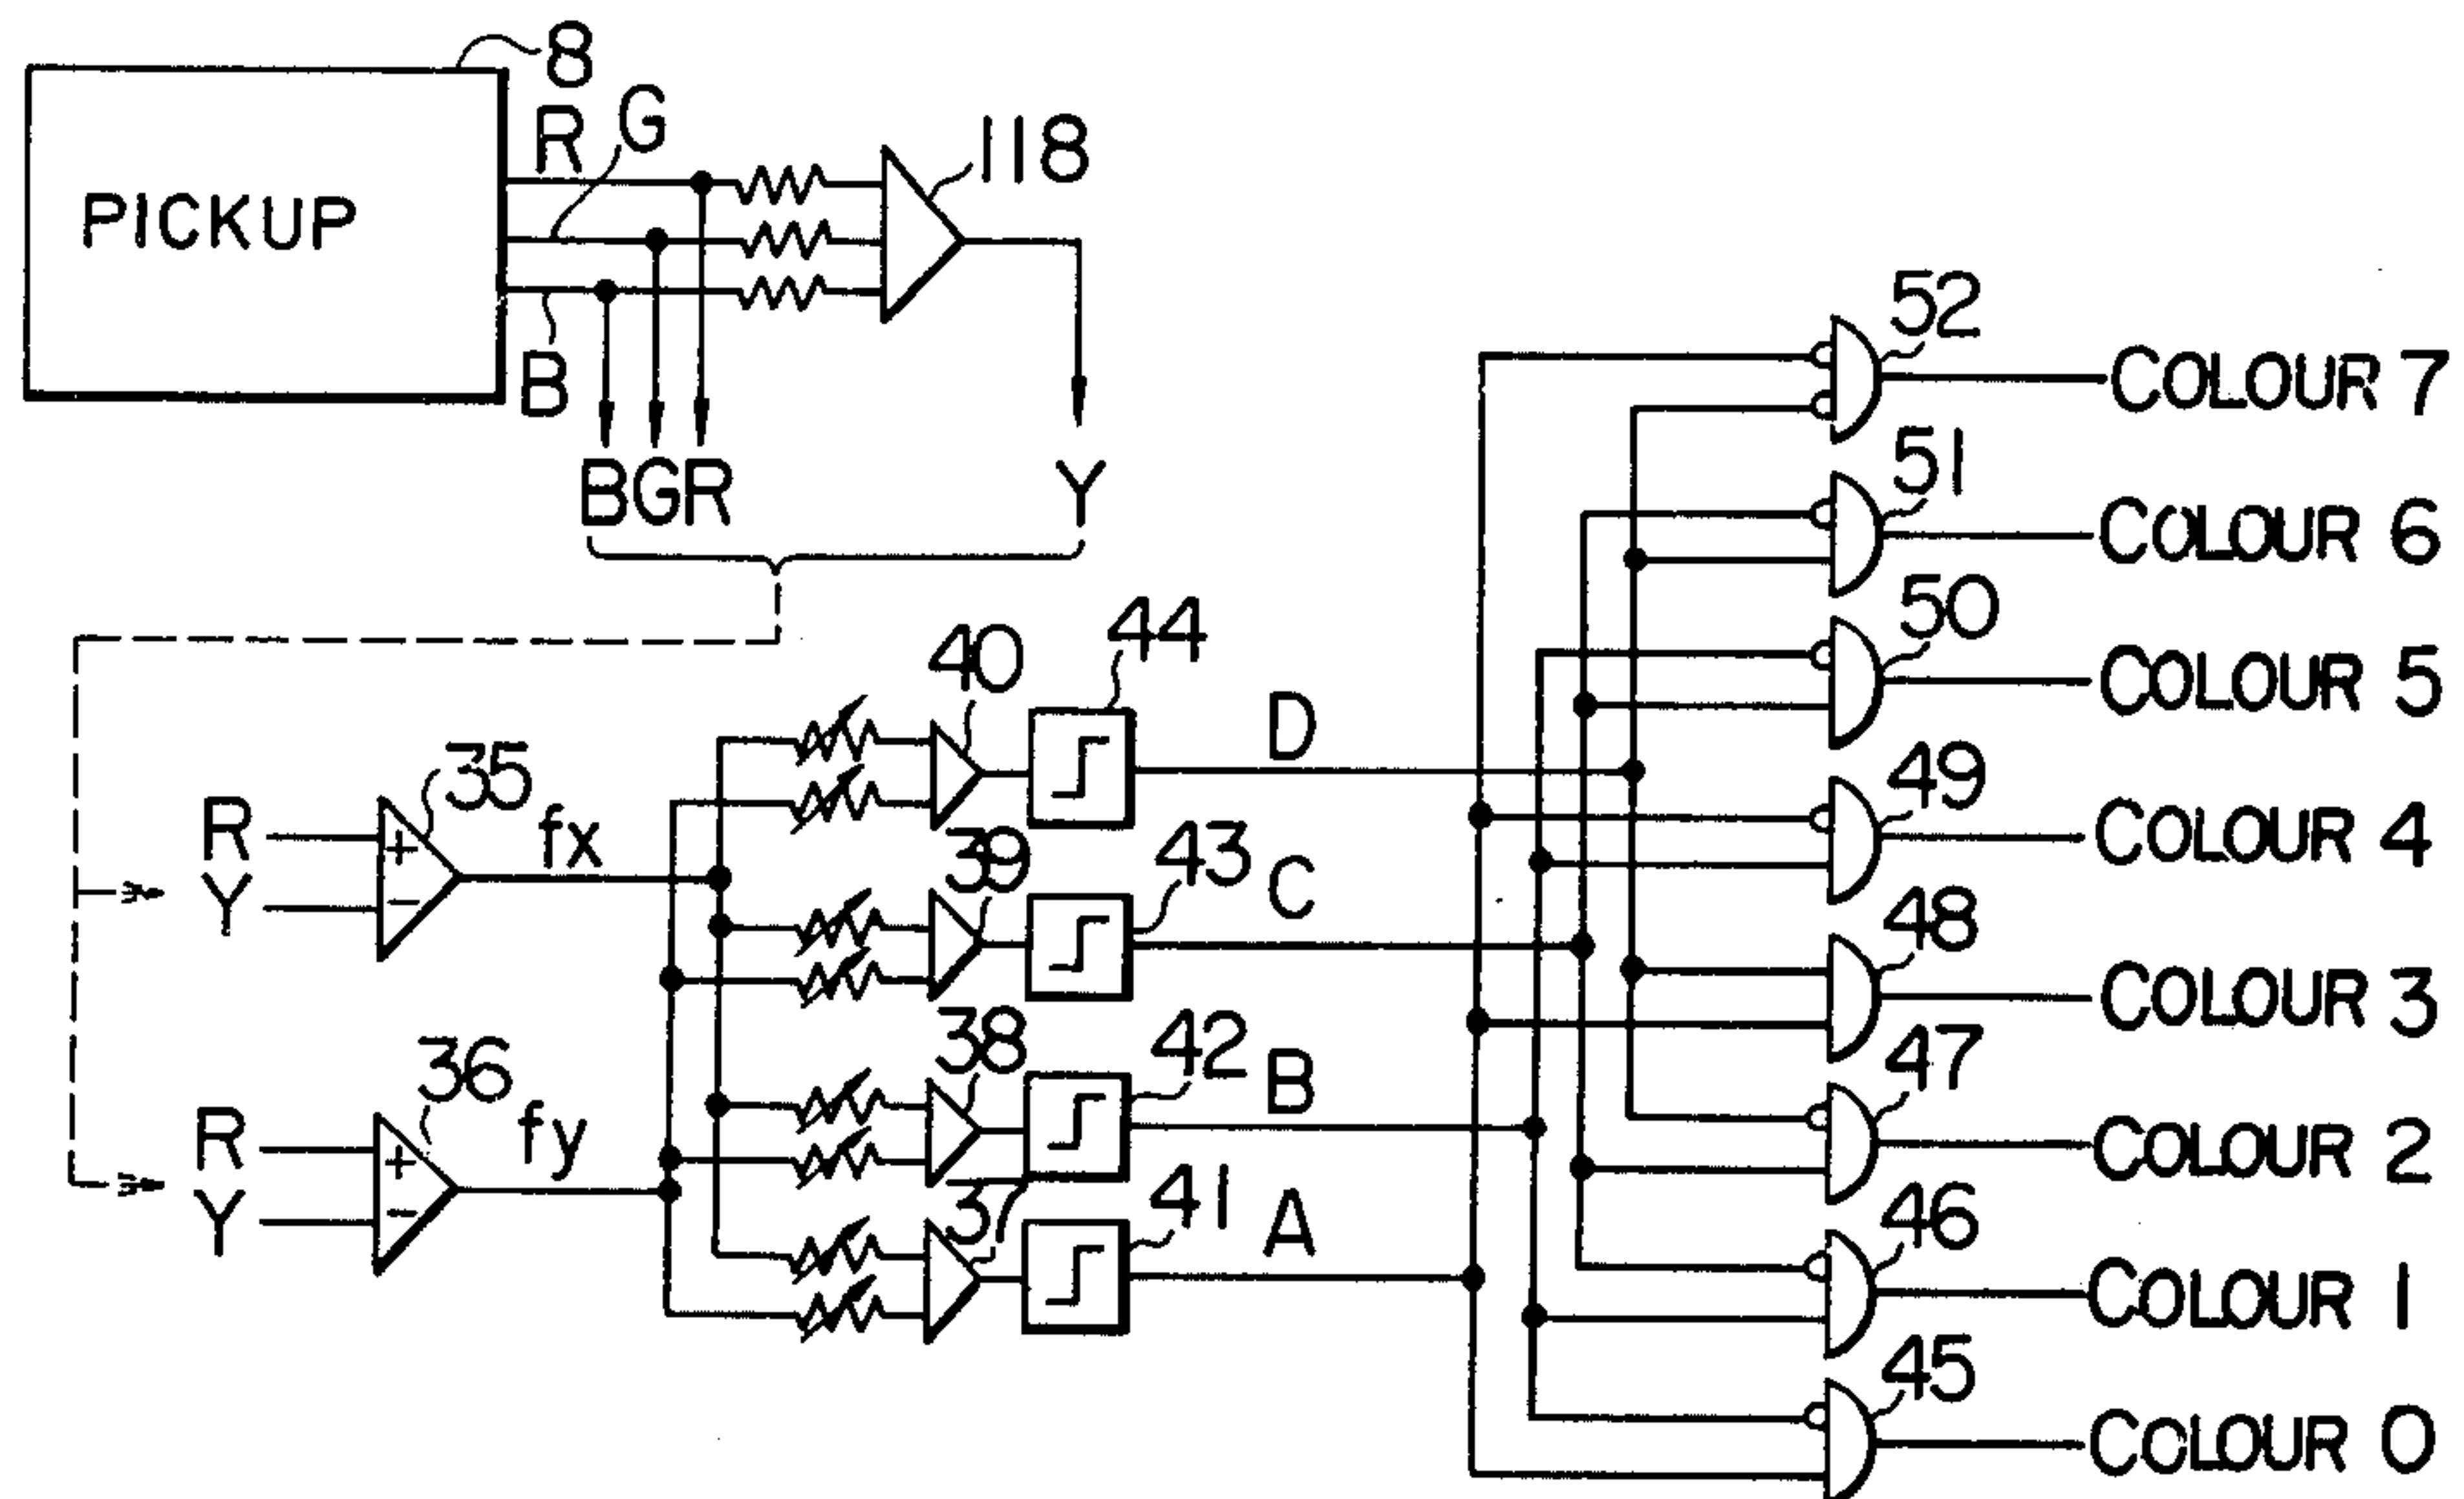 8
R G
118
PICKUP
B
BGR Y
52
COLOUR 7
51
COLOUR 6
50
COLOUR 5
49
COLOUR 4
48
COLOUR 3
47
COLOUR 2
46
COLOUR 1
45
COLOUR 0
40
44
D
35
R
+
fx
Y
-
39
43
C
38
42
B
36
R
+
fy
Y
-
37
41
A